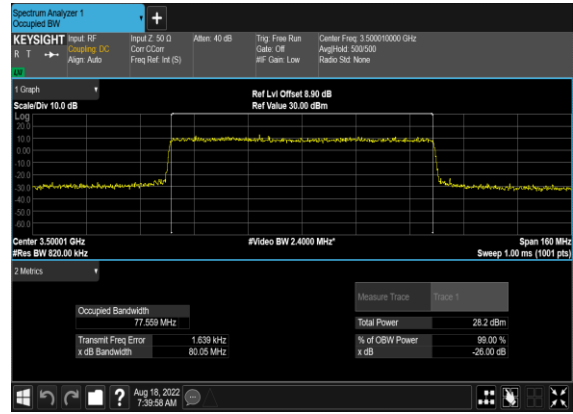 Spectrum Analyzer 1
Occupied BW
+
KEYSIGHT Input: RF Input Z: 50 Ω Atten: 40 dB Trig: Free Run Center Freq: 3.500010000 GHz
R T Coupling: DC Corr CCorr Gate: Off Avg|Hold: 500/500
Align: Auto Freq Ref: Int (S) #IF Gain: Low Radio Std: None
1 Graph
Ref Lvl Offset 8.90 dB
Scale/Div 10.0 dB Ref Value 30.00 dBm
Log
20.0
10.0
0.00
-10.0
-20.0
-30.0
-40.0
-50.0
-60.0
Center 3.50001 GHz #Video BW 2.4000 MHz* Span 160 MHz
#Res BW 820.00 kHz Sweep 1.00 ms (1001 pts)
2 Metrics
Measure Trace Trace 1
Occupied Bandwidth
77.559 MHz Total Power 28.2 dBm
Transmit Freq Error 1.639 kHz % of OBW Power 99.00 %
x dB Bandwidth 80.05 MHz x dB -26.00 dB
? Aug 18, 2022
7:39:58 AM